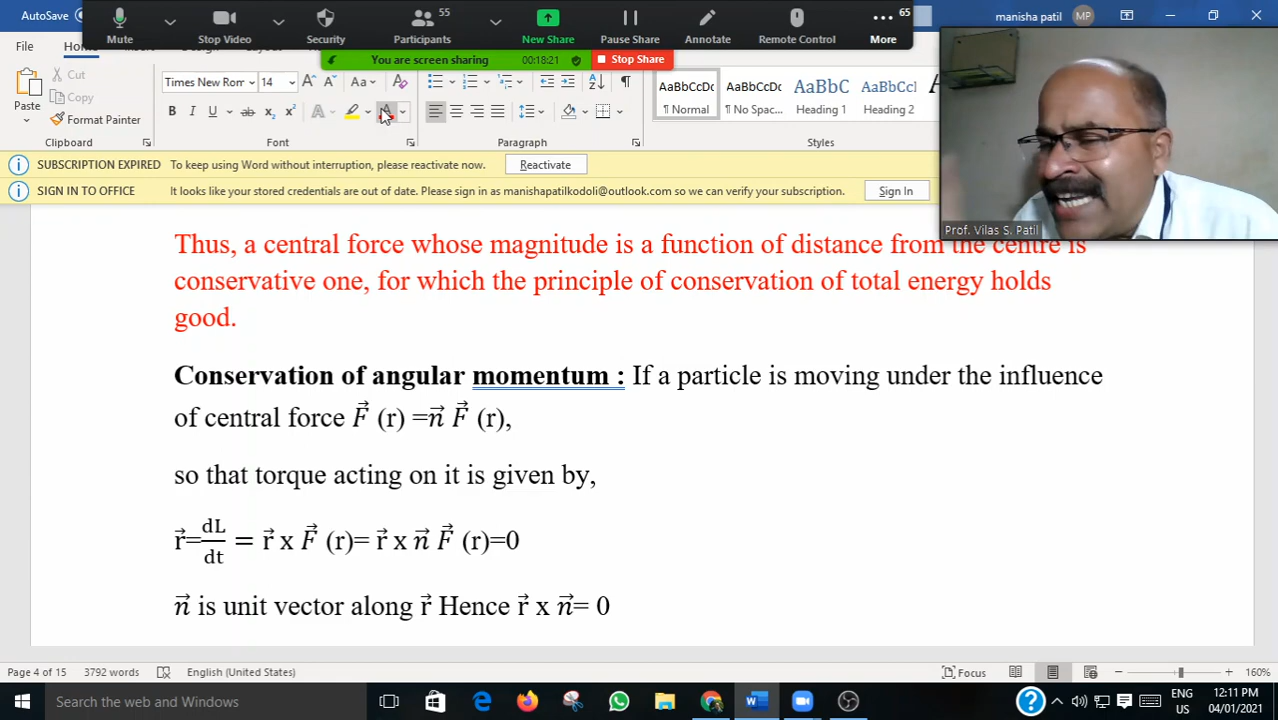 AutoSave
Mute
Stop Video
Security
55
Participants
New Share
Pause Share
Annotate
Remote Control
65
More
manisha patil
MP
You are screen sharing
00:18:21
Stop Share
File
Paste
Cut
Copy
Format Painter
Times New Rom
14
Font
Paragraph
AaBbCcDc
Normal
AaBbCcDc
No Spac...
AaBbC
Heading 1
AaBbCcl
Heading 2
Styles
SUBSCRIPTION EXPIRED To keep using Word without interruption, please reactivate now. Reactivate
SIGN IN TO OFFICE It looks like your stored credentials are out of date. Please sign in as manishapatilkodoli@outlook.com so we can verify your subscription. Sign In
Prof. Vilas S. Patil
Thus, a central force whose magnitude is a function of distance from the centre is
conservative one, for which the principle of conservation of total energy holds
good.
Conservation of angular momentum : If a particle is moving under the influence
of central force F⃗ (r) =n⃗ F⃗ (r),
so that torque acting on it is given by,
r⃗=dL/dt = r⃗ x F⃗ (r)= r⃗ x n⃗ F⃗ (r)=0
n⃗ is unit vector along r⃗ Hence r⃗ x n⃗= 0
Page 4 of 15
3792 words
English (United States)
Focus
160%
Search the web and Windows
ENG
US
12:11 PM
04/01/2021